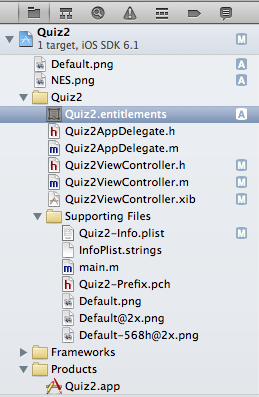 Quiz2
1 target, iOS SDK 6.1
M
Default.png
A
NES.png
A
Quiz2
Quiz2.entitlements
A
Quiz2AppDelegate.h
Quiz2AppDelegate.m
Quiz2ViewController.h
M
Quiz2ViewController.m
M
Quiz2ViewController.xib
M
Supporting Files
Quiz2-Info.plist
M
InfoPlist.strings
main.m
Quiz2-Prefix.pch
Default.png
Default@2x.png
Default-568h@2x.png
Frameworks
Products
Quiz2.app